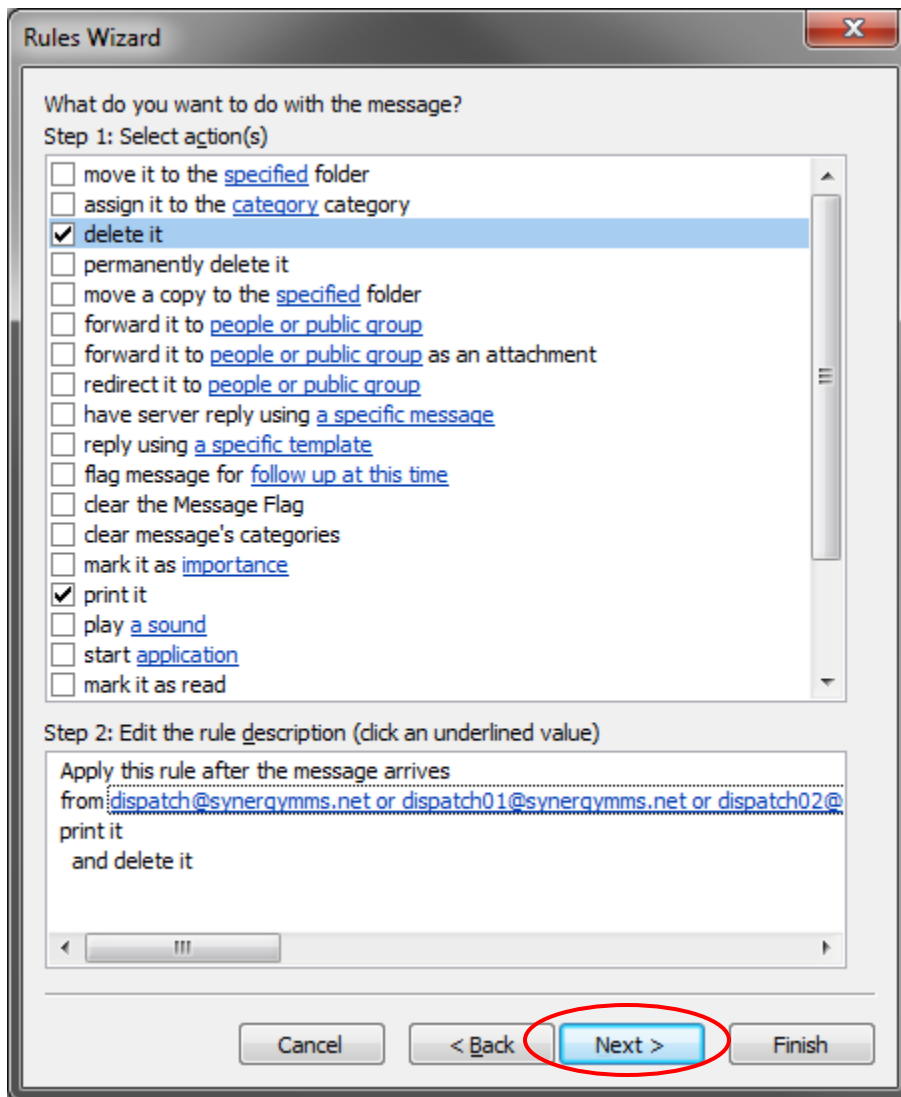 Rules Wizard
What do you want to do with the message?
Step 1: Select action(s)
move it to the specified folder
assign it to the category category
delete it
permanently delete it
move a copy to the specified folder
forward it to people or public group
forward it to people or public group as an attachment
redirect it to people or public group
have server reply using a specific message
reply using a specific template
flag message for follow up at this time
clear the Message Flag
clear message's categories
mark it as importance
print it
play a sound
start application
mark it as read
Step 2: Edit the rule description (click an underlined value)
Apply this rule after the message arrives
from dispatch@synergymms.net or dispatch01@synergymms.net or dispatch02@
print it
and delete it
Cancel < Back Next > Finish